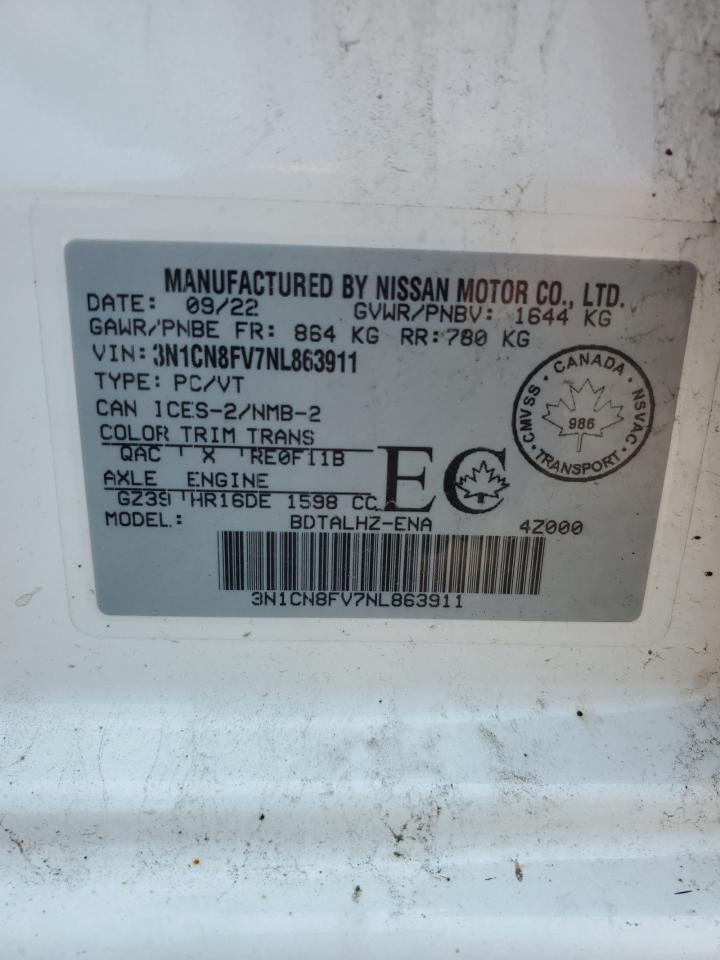 MANUFACTURED BY NISSAN MOTOR CO., LTD.
DATE: 09/22 GVWR/PNBV: 1644 KG
GAWR/PNBE FR: 864 KG RR: 780 KG
VIN: 3N1CN8FV7NL863911
TYPE: PC/VT
CAN ICES-2/NMB-2
COLOR TRIM TRANS
QAC X RE0F11B
AXLE ENGINE
GZ39 HR16DE 1598 CC
EC
MODEL: BDTALHZ-ENA 4Z000
3N1CN8FV7NL863911
CANADA
CMVSS 986 NSVAC
TRANSPORT